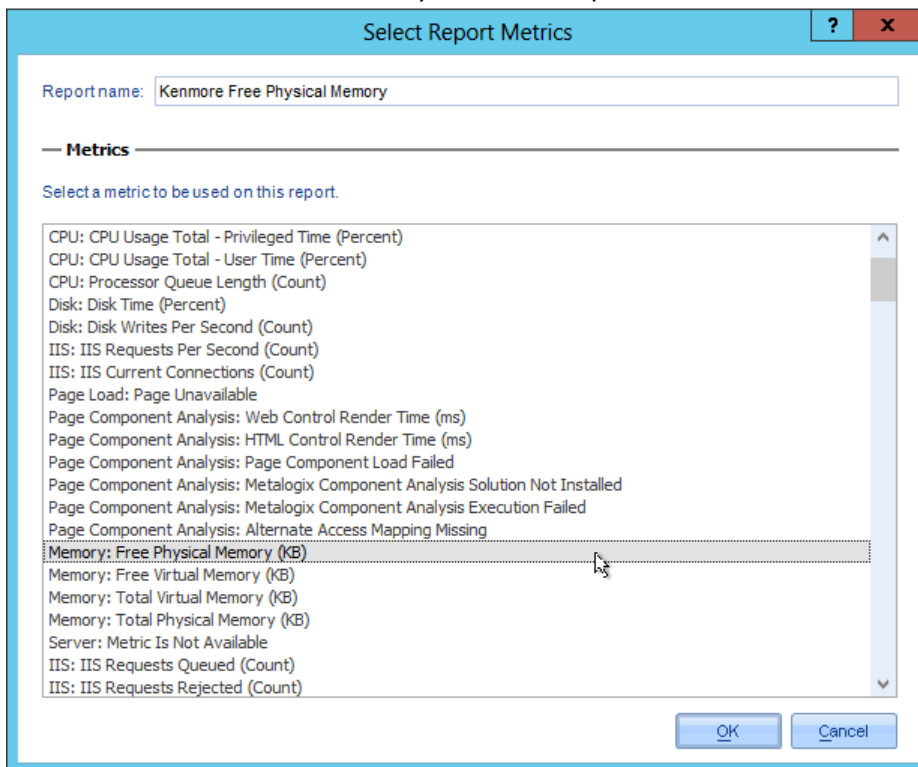 Select Report Metrics
? x
Report name: Kenmore Free Physical Memory
Metrics
Select a metric to be used on this report.
CPU: CPU Usage Total - Privileged Time (Percent)
CPU: CPU Usage Total - User Time (Percent)
CPU: Processor Queue Length (Count)
Disk: Disk Time (Percent)
Disk: Disk Writes Per Second (Count)
IIS: IIS Requests Per Second (Count)
IIS: IIS Current Connections (Count)
Page Load: Page Unavailable
Page Component Analysis: Web Control Render Time (ms)
Page Component Analysis: HTML Control Render Time (ms)
Page Component Analysis: Page Component Load Failed
Page Component Analysis: Metalogix Component Analysis Solution Not Installed
Page Component Analysis: Metalogix Component Analysis Execution Failed
Page Component Analysis: Alternate Access Mapping Missing
Memory: Free Physical Memory (KB)
Memory: Free Virtual Memory (KB)
Memory: Total Virtual Memory (KB)
Memory: Total Physical Memory (KB)
Server: Metric Is Not Available
IIS: IIS Requests Queued (Count)
IIS: IIS Requests Rejected (Count)
OK Cancel